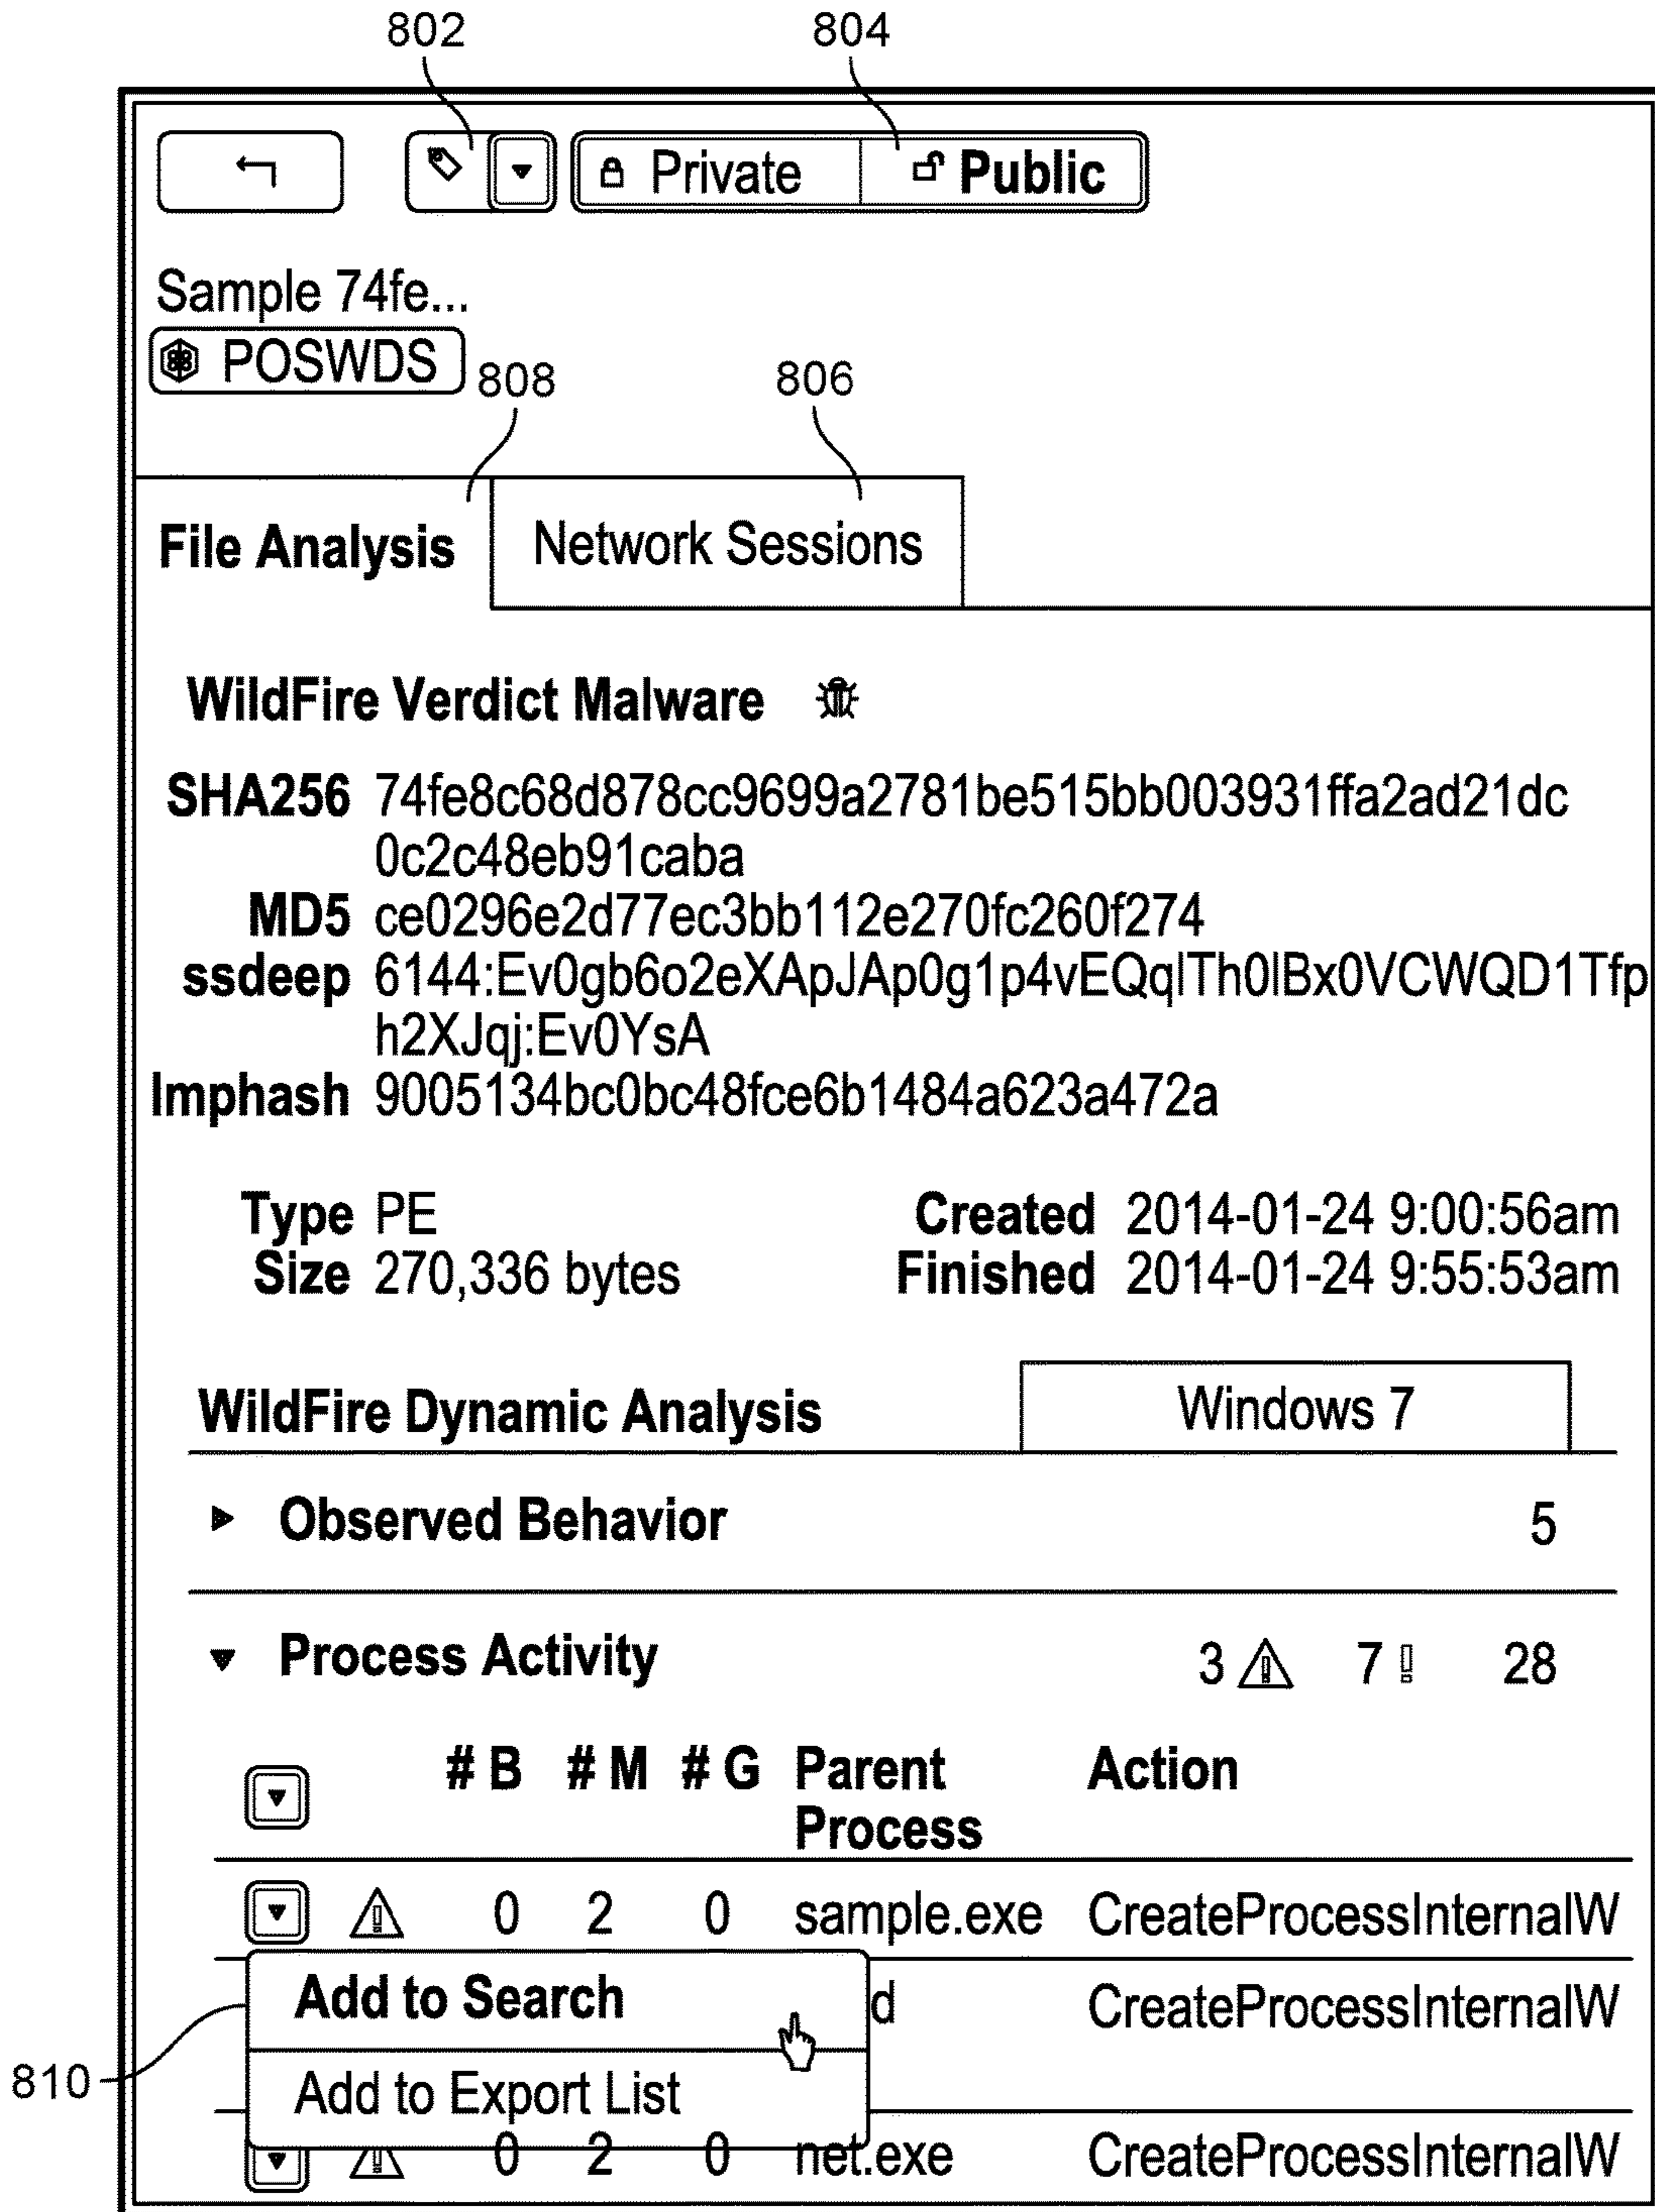 802
804
Private
Public
Sample 74fe...
POSWDS
808
806
File Analysis
Network Sessions
WildFire Verdict Malware
SHA256 74fe8c68d878cc9699a2781be515bb003931ffa2ad21dc
0c2c48eb91caba
MD5 ce0296e2d77ec3bb112e270fc260f274
ssdeep 6144:Ev0gb6o2eXApJAp0g1p4vEQqlTh0lBx0VCWQD1Tfp
h2XJqj:Ev0YsA
Imphash 9005134bc0bc48fce6b1484a623a472a
Type PE
Created 2014-01-24 9:00:56am
Size 270,336 bytes
Finished 2014-01-24 9:55:53am
WildFire Dynamic Analysis
Windows 7
Observed Behavior 5
Process Activity 3 7 28
# B # M # G Parent Process Action
0 2 0 sample.exe CreateProcessInternalW
Add to Search
d CreateProcessInternalW
810
Add to Export List
0 2 0 net.exe CreateProcessInternalW